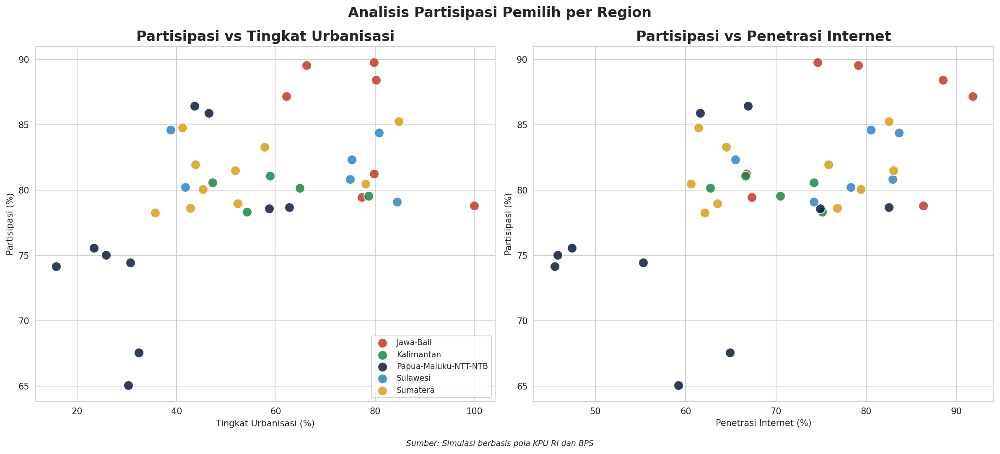 Analisis Partisipasi Pemilih per Region
Partisipasi vs Tingkat Urbanisasi
90
85
80
75
70
65
Partisipasi (%)
20 40 60 80 100
Tingkat Urbanisasi (%)
Jawa-Bali
Kalimantan
Papua-Maluku-NTT-NTB
Sulawesi
Sumatera
Partisipasi vs Penetrasi Internet
90
85
80
75
70
65
Partisipasi (%)
50 60 70 80 90
Penetrasi Internet (%)
Sumber: Simulasi berbasis pola KPU RI dan BPS